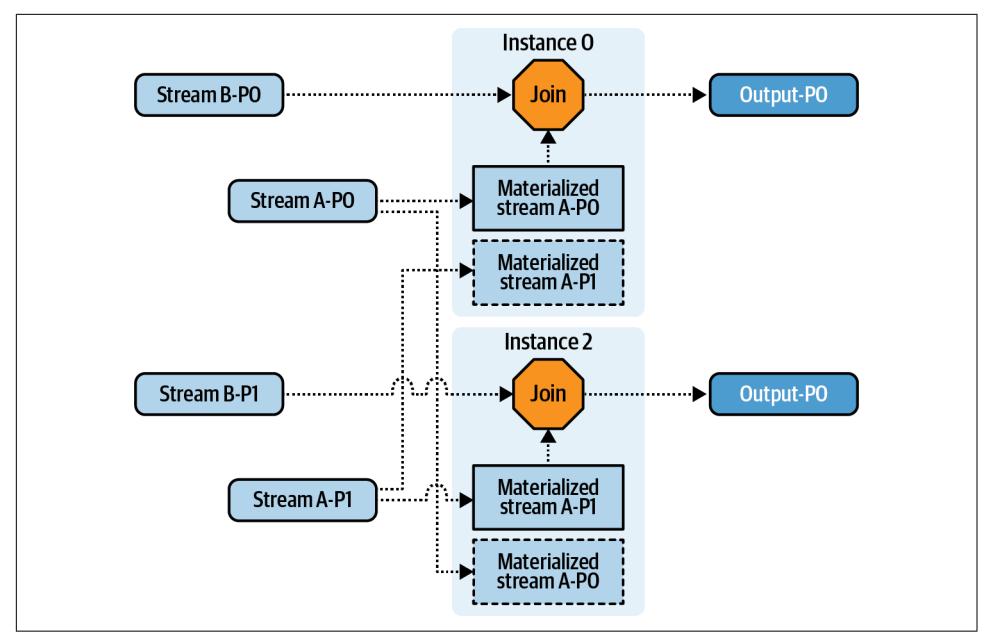 Instance 0
Stream B-P0
Join
Output-P0
Stream A-P0
Materialized
stream A-P0
Materialized
stream A-P1
Instance 2
Stream B-P1
Join
Output-P0
Stream A-P1
Materialized
stream A-P1
Materialized
stream A-P0